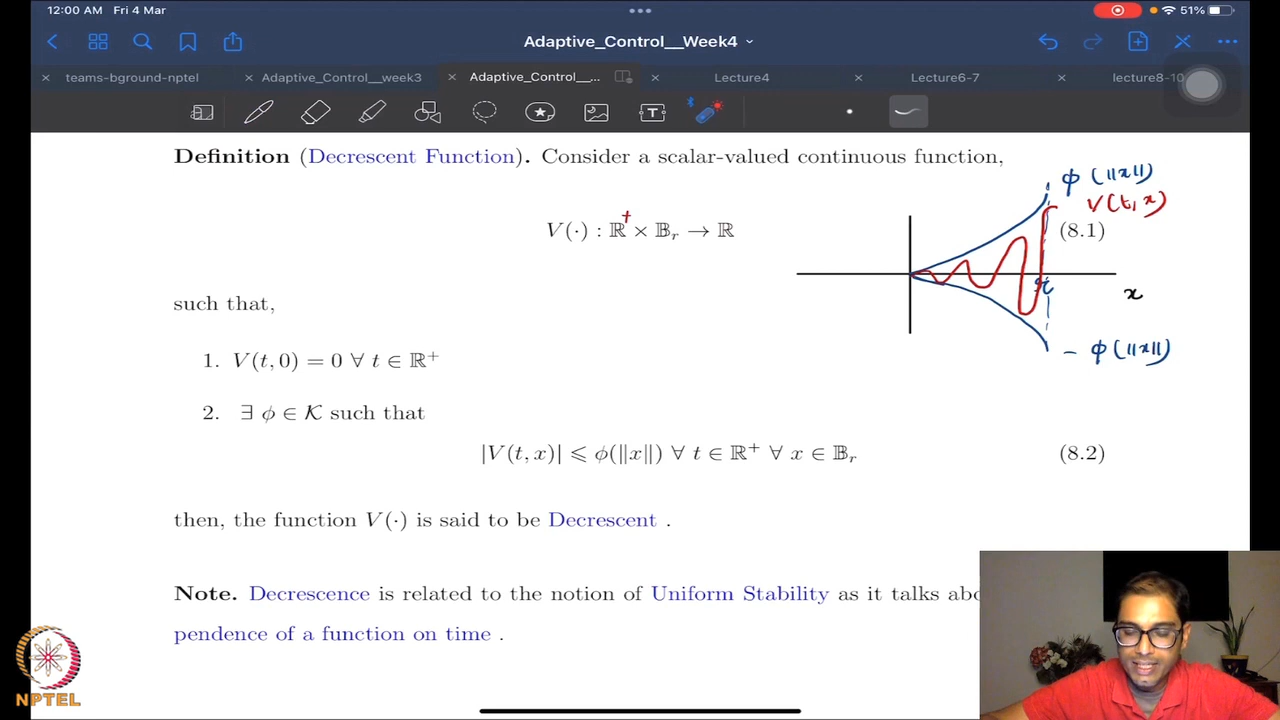 12:00 AM Fri 4 Mar
51%
Adaptive_Control__Week4
teams-bground-nptel
Adaptive_Control__week3
Adaptive_Control__...
Lecture4
Lecture6-7
lecture8-10
Definition (Decrescent Function). Consider a scalar-valued continuous function,
ϕ (||x||)
V(t, x)
V(·) : ℝ⁺ × 𝔹ᵣ → ℝ (8.1)
r
x
such that,
1. V(t, 0) = 0 ∀ t ∈ ℝ⁺
- ϕ (||x||)
2. ∃ ϕ ∈ 𝒦 such that
|V(t, x)| ⩽ ϕ(‖x‖) ∀ t ∈ ℝ⁺ ∀ x ∈ 𝔹ᵣ (8.2)
then, the function V(·) is said to be Decrescent .
Note. Decrescence is related to the notion of Uniform Stability as it talks abo
pendence of a function on time .
NPTEL